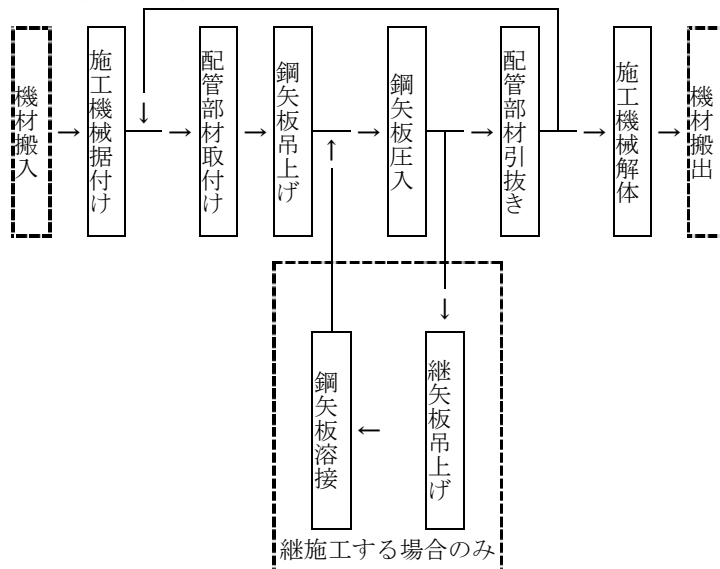 機材搬入
施工機械据付け
配管部材取付け
鋼矢板吊上げ
鋼矢板圧入
配管部材引抜き
施工機械解体
機材搬出
継矢板吊上げ
鋼矢板溶接
継施工する場合のみ